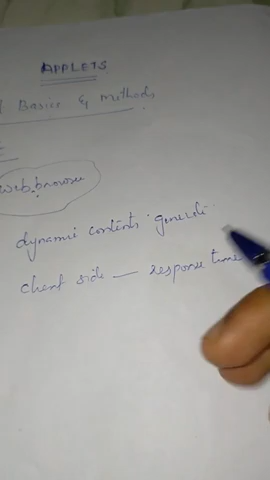 APPLETS
Basics & methods
web browser
dynamic contents generate
client side — response time